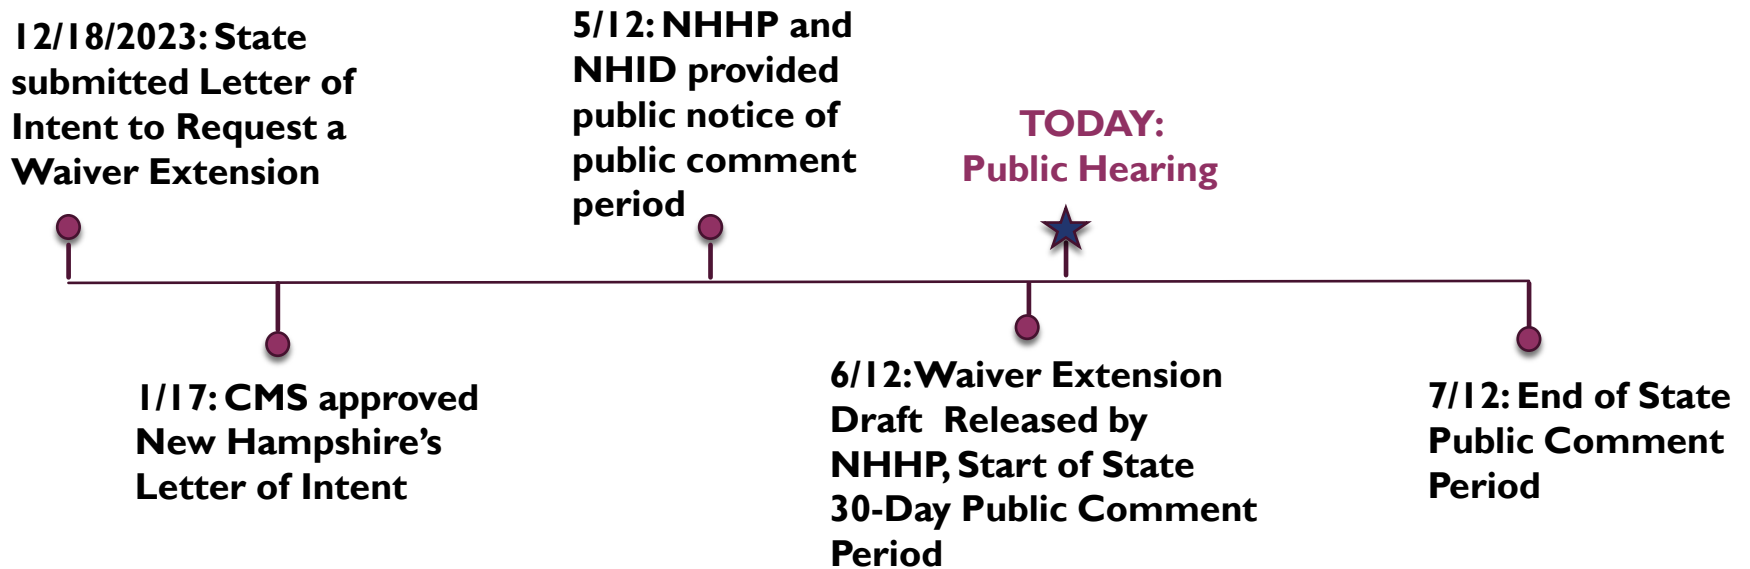 12/18/2023: State
submitted Letter of
Intent to Request a
Waiver Extension
5/12: NHHP and
NHID provided
public notice of
public comment
period
TODAY:
Public Hearing
1/17: CMS approved
New Hampshire’s
Letter of Intent
6/12: Waiver Extension
Draft Released by
NHHP, Start of State
30-Day Public Comment
Period
7/12: End of State
Public Comment
Period